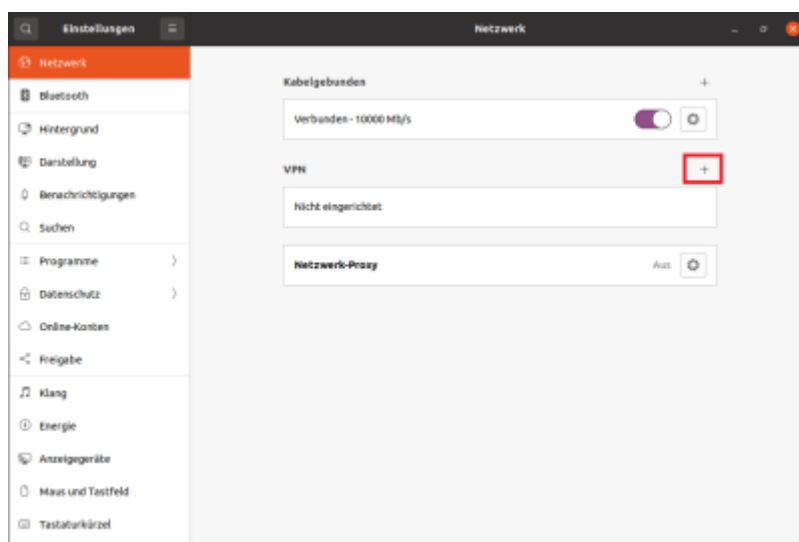 Einstellungen
Netzwerk
Netzwerk
Bluetooth
Hintergrund
Darstellung
Benachrichtigungen
Suchen
Programme
Datenschutz
Online-Konten
Freigabe
Klang
Energie
Anzeigegeräte
Maus und Tastfeld
Tastaturkürzel
Kabelgebunden
Verbunden - 10000 Mb/s
VPN
Nicht eingerichtet
Netzwerk-Proxy
Aus